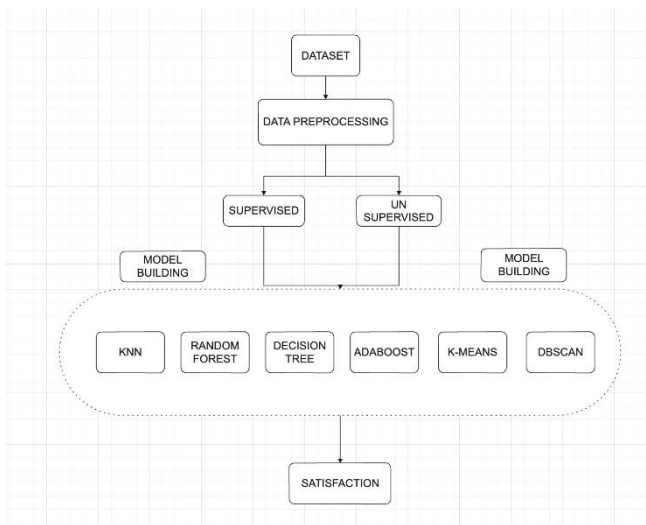 DATASET
DATA PREPROCESSING
SUPERVISED
UN
SUPERVISED
MODEL
BUILDING
MODEL
BUILDING
KNN
RANDOM
FOREST
DECISION
TREE
ADABOOST
K-MEANS
DBSCAN
SATISFACTION